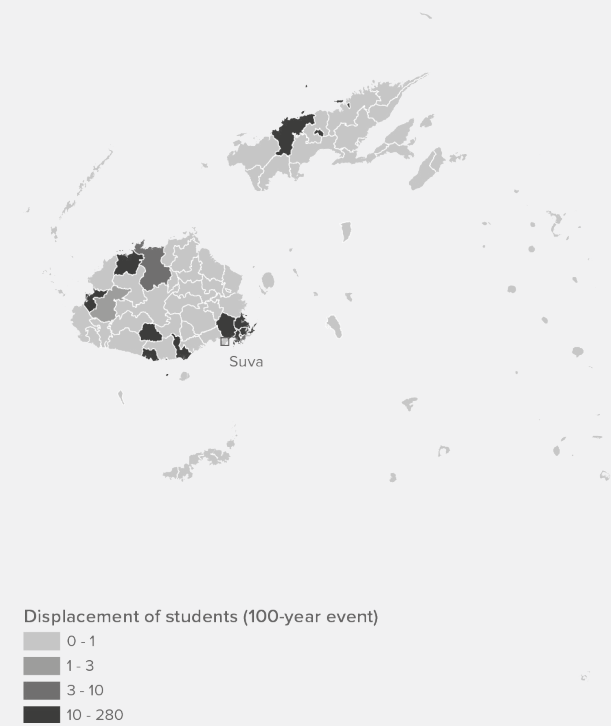 Suva
Displacement of students (100-year event)
0 - 1
1 - 3
3 - 10
10 - 280